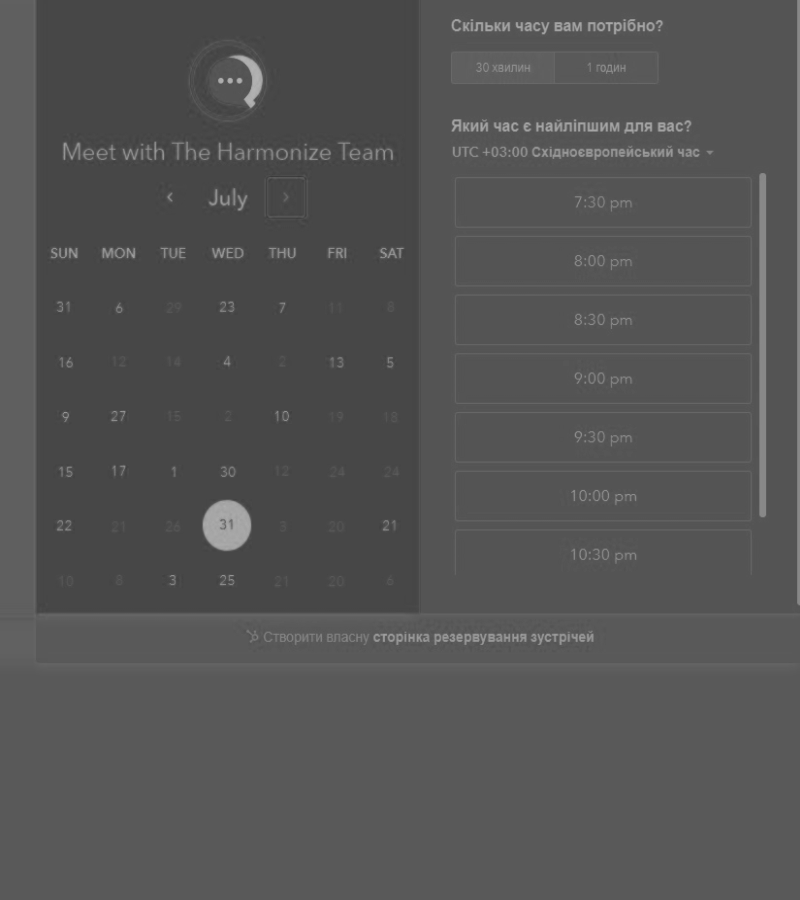 Meet with The Harmonize Team
July
SUN MON TUE WED THU FRI SAT
31 6 29 23 7 11 8
16 12 14 4 2 13 5
9 27 15 2 10 19 18
15 17 1 30 12 24 24
22 21 26 31 3 20 21
10 8 3 25 21 20 6
Скільки часу вам потрібно?
30 хвилин 1 годин
Який час є найліпшим для вас?
UTC +03:00 Східноєвропейський час
7:30 pm
8:00 pm
8:30 pm
9:00 pm
9:30 pm
10:00 pm
10:30 pm
Створити власну сторінка резервування зустрічей